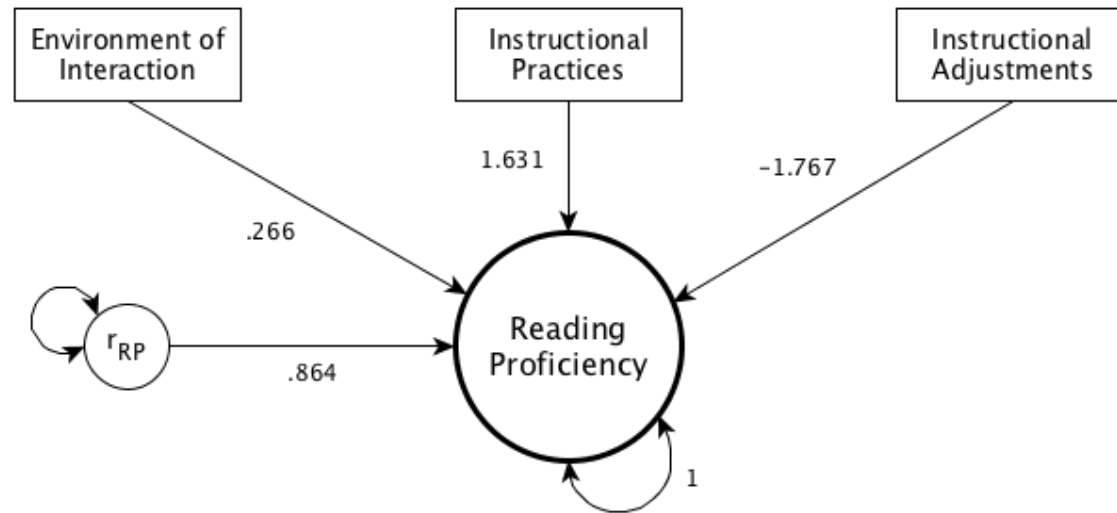 Environment of
Interaction
Instructional
Practices
Instructional
Adjustments
1.631
-1.767
.266
r_RP
.864
Reading
Proficiency
1